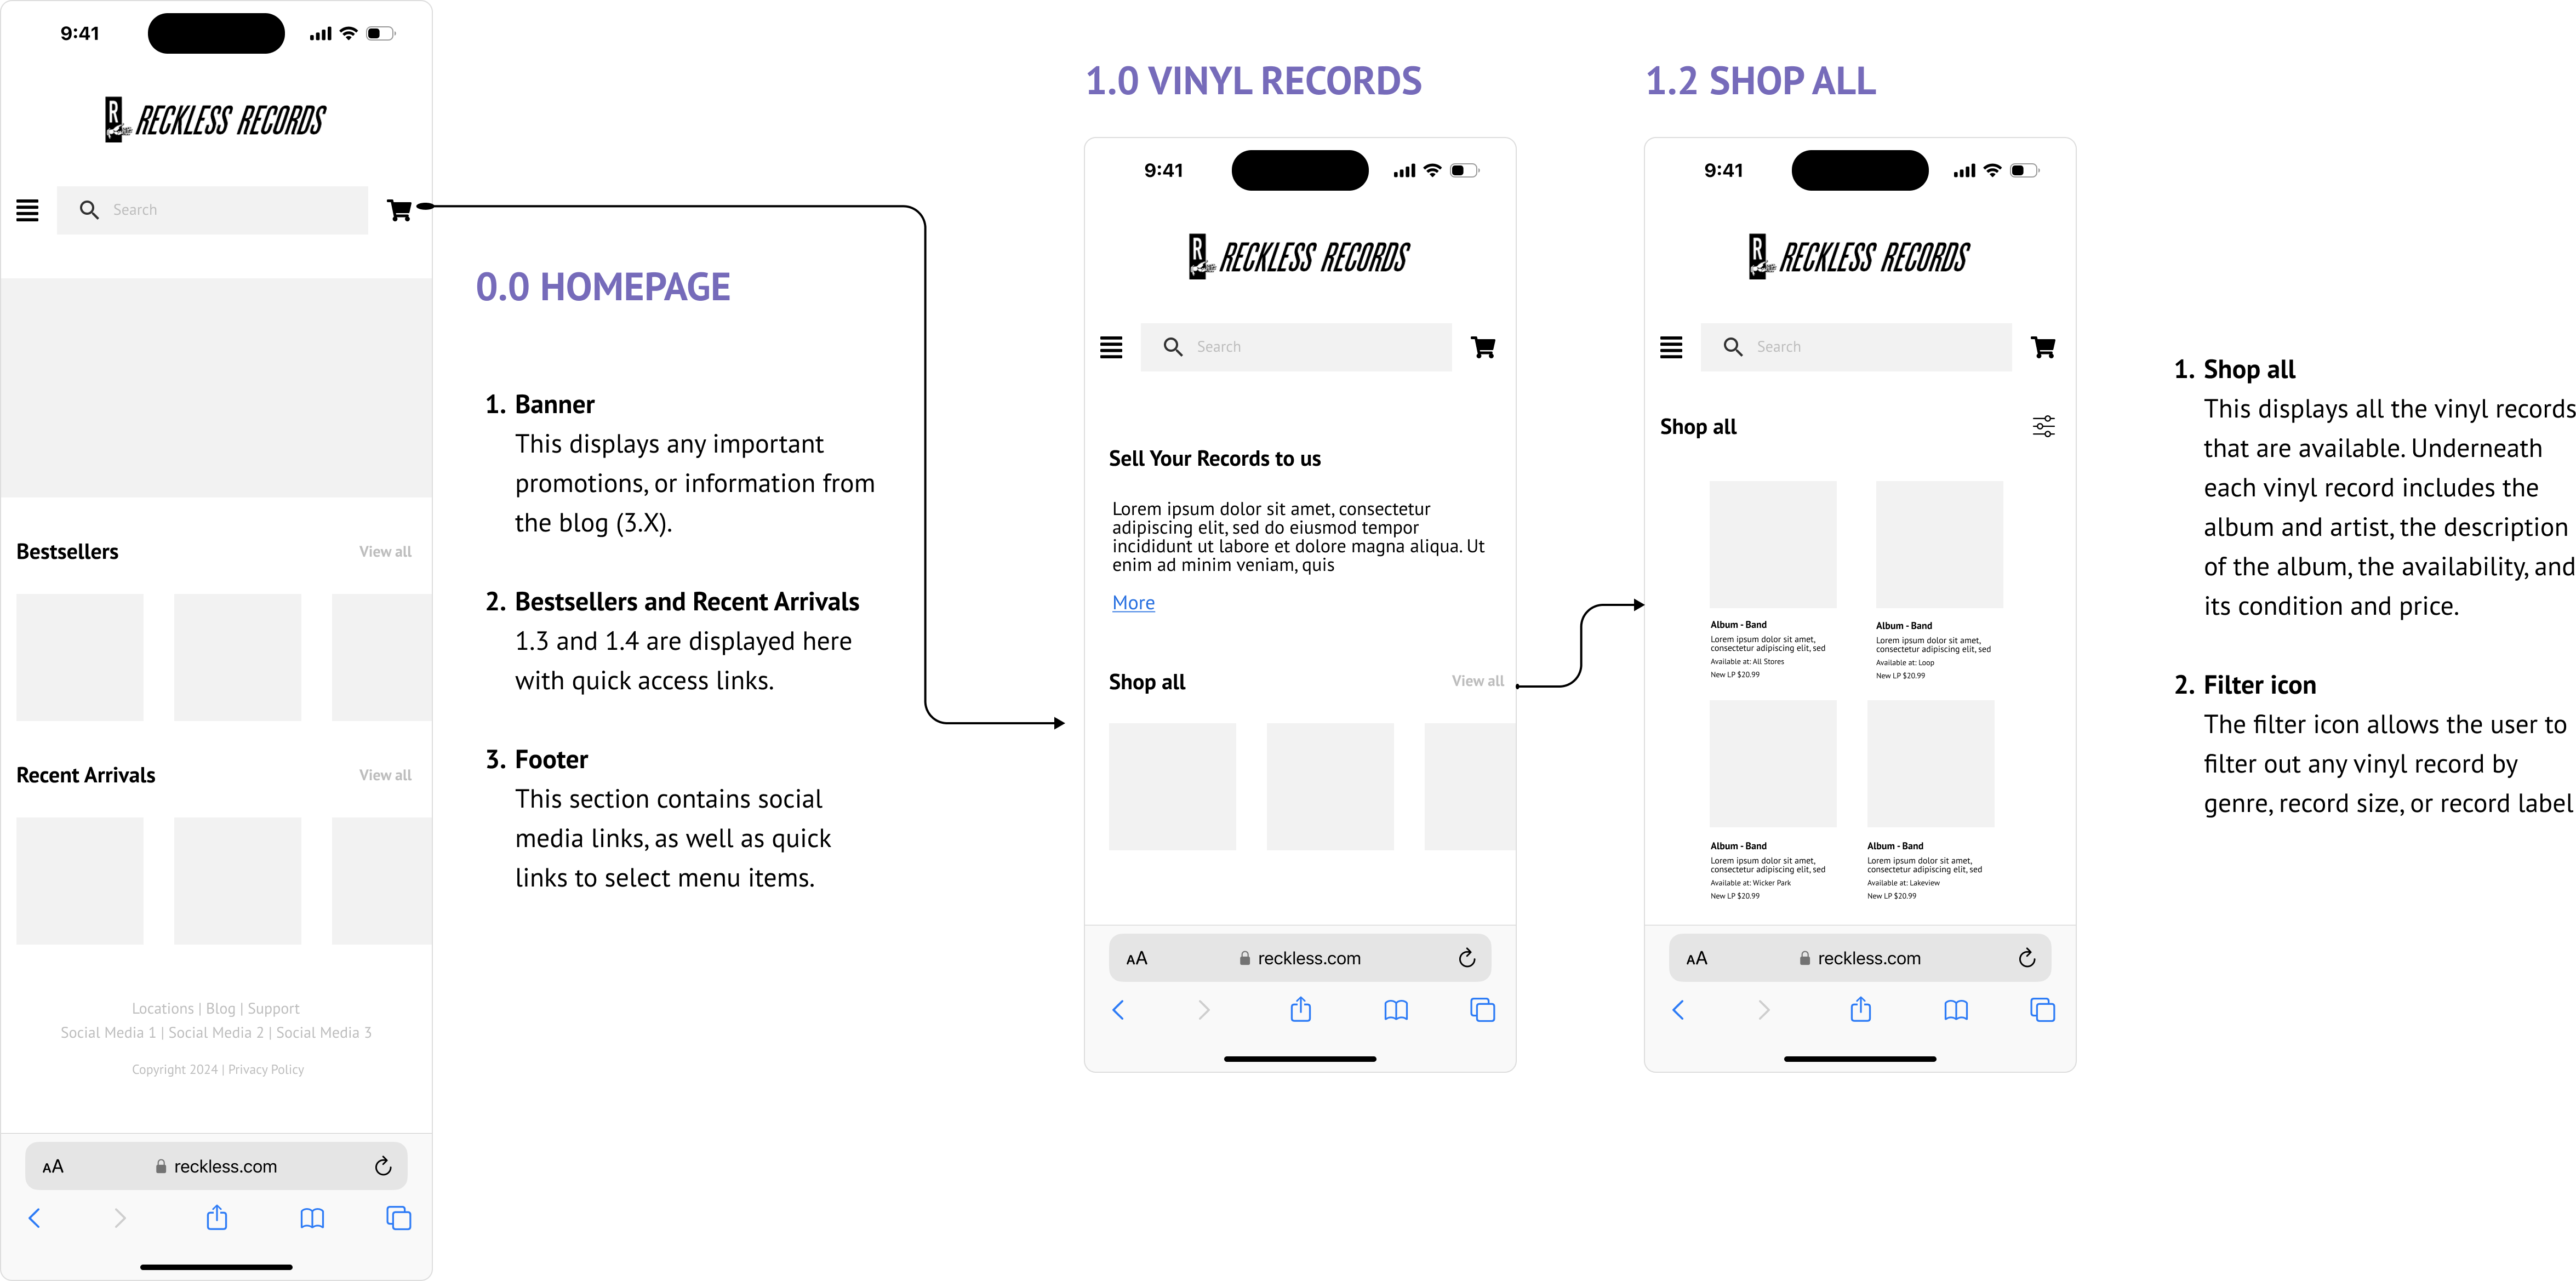 9:41
R RECKLESS RECORDS
Search
Bestsellers View all
Recent Arrivals View all
Locations | Blog | Support
Social Media 1 | Social Media 2 | Social Media 3
Copyright 2024 | Privacy Policy
AA reckless.com
0.0 HOMEPAGE
1. Banner
This displays any important
promotions, or information from
the blog (3.X).
2. Bestsellers and Recent Arrivals
1.3 and 1.4 are displayed here
with quick access links.
3. Footer
This section contains social
media links, as well as quick
links to select menu items.
1.0 VINYL RECORDS
9:41
R RECKLESS RECORDS
Search
Sell Your Records to us
Lorem ipsum dolor sit amet, consectetur
adipiscing elit, sed do eiusmod tempor
incididunt ut labore et dolore magna aliqua. Ut
enim ad minim veniam, quis
More
Shop all View all
AA reckless.com
1.2 SHOP ALL
9:41
R RECKLESS RECORDS
Search
Shop all
Album - Band
Lorem ipsum dolor sit amet,
consectetur adipiscing elit, sed
Available at: All Stores
New LP $20.99
Album - Band
Lorem ipsum dolor sit amet,
consectetur adipiscing elit, sed
Available at: Loop
New LP $20.99
Album - Band
Lorem ipsum dolor sit amet,
consectetur adipiscing elit, sed
Available at: Wicker Park
New LP $20.99
Album - Band
Lorem ipsum dolor sit amet,
consectetur adipiscing elit, sed
Available at: Lakeview
New LP $20.99
AA reckless.com
1. Shop all
This displays all the vinyl records
that are available. Underneath
each vinyl record includes the
album and artist, the description
of the album, the availability, and
its condition and price.
2. Filter icon
The filter icon allows the user to
filter out any vinyl record by
genre, record size, or record label